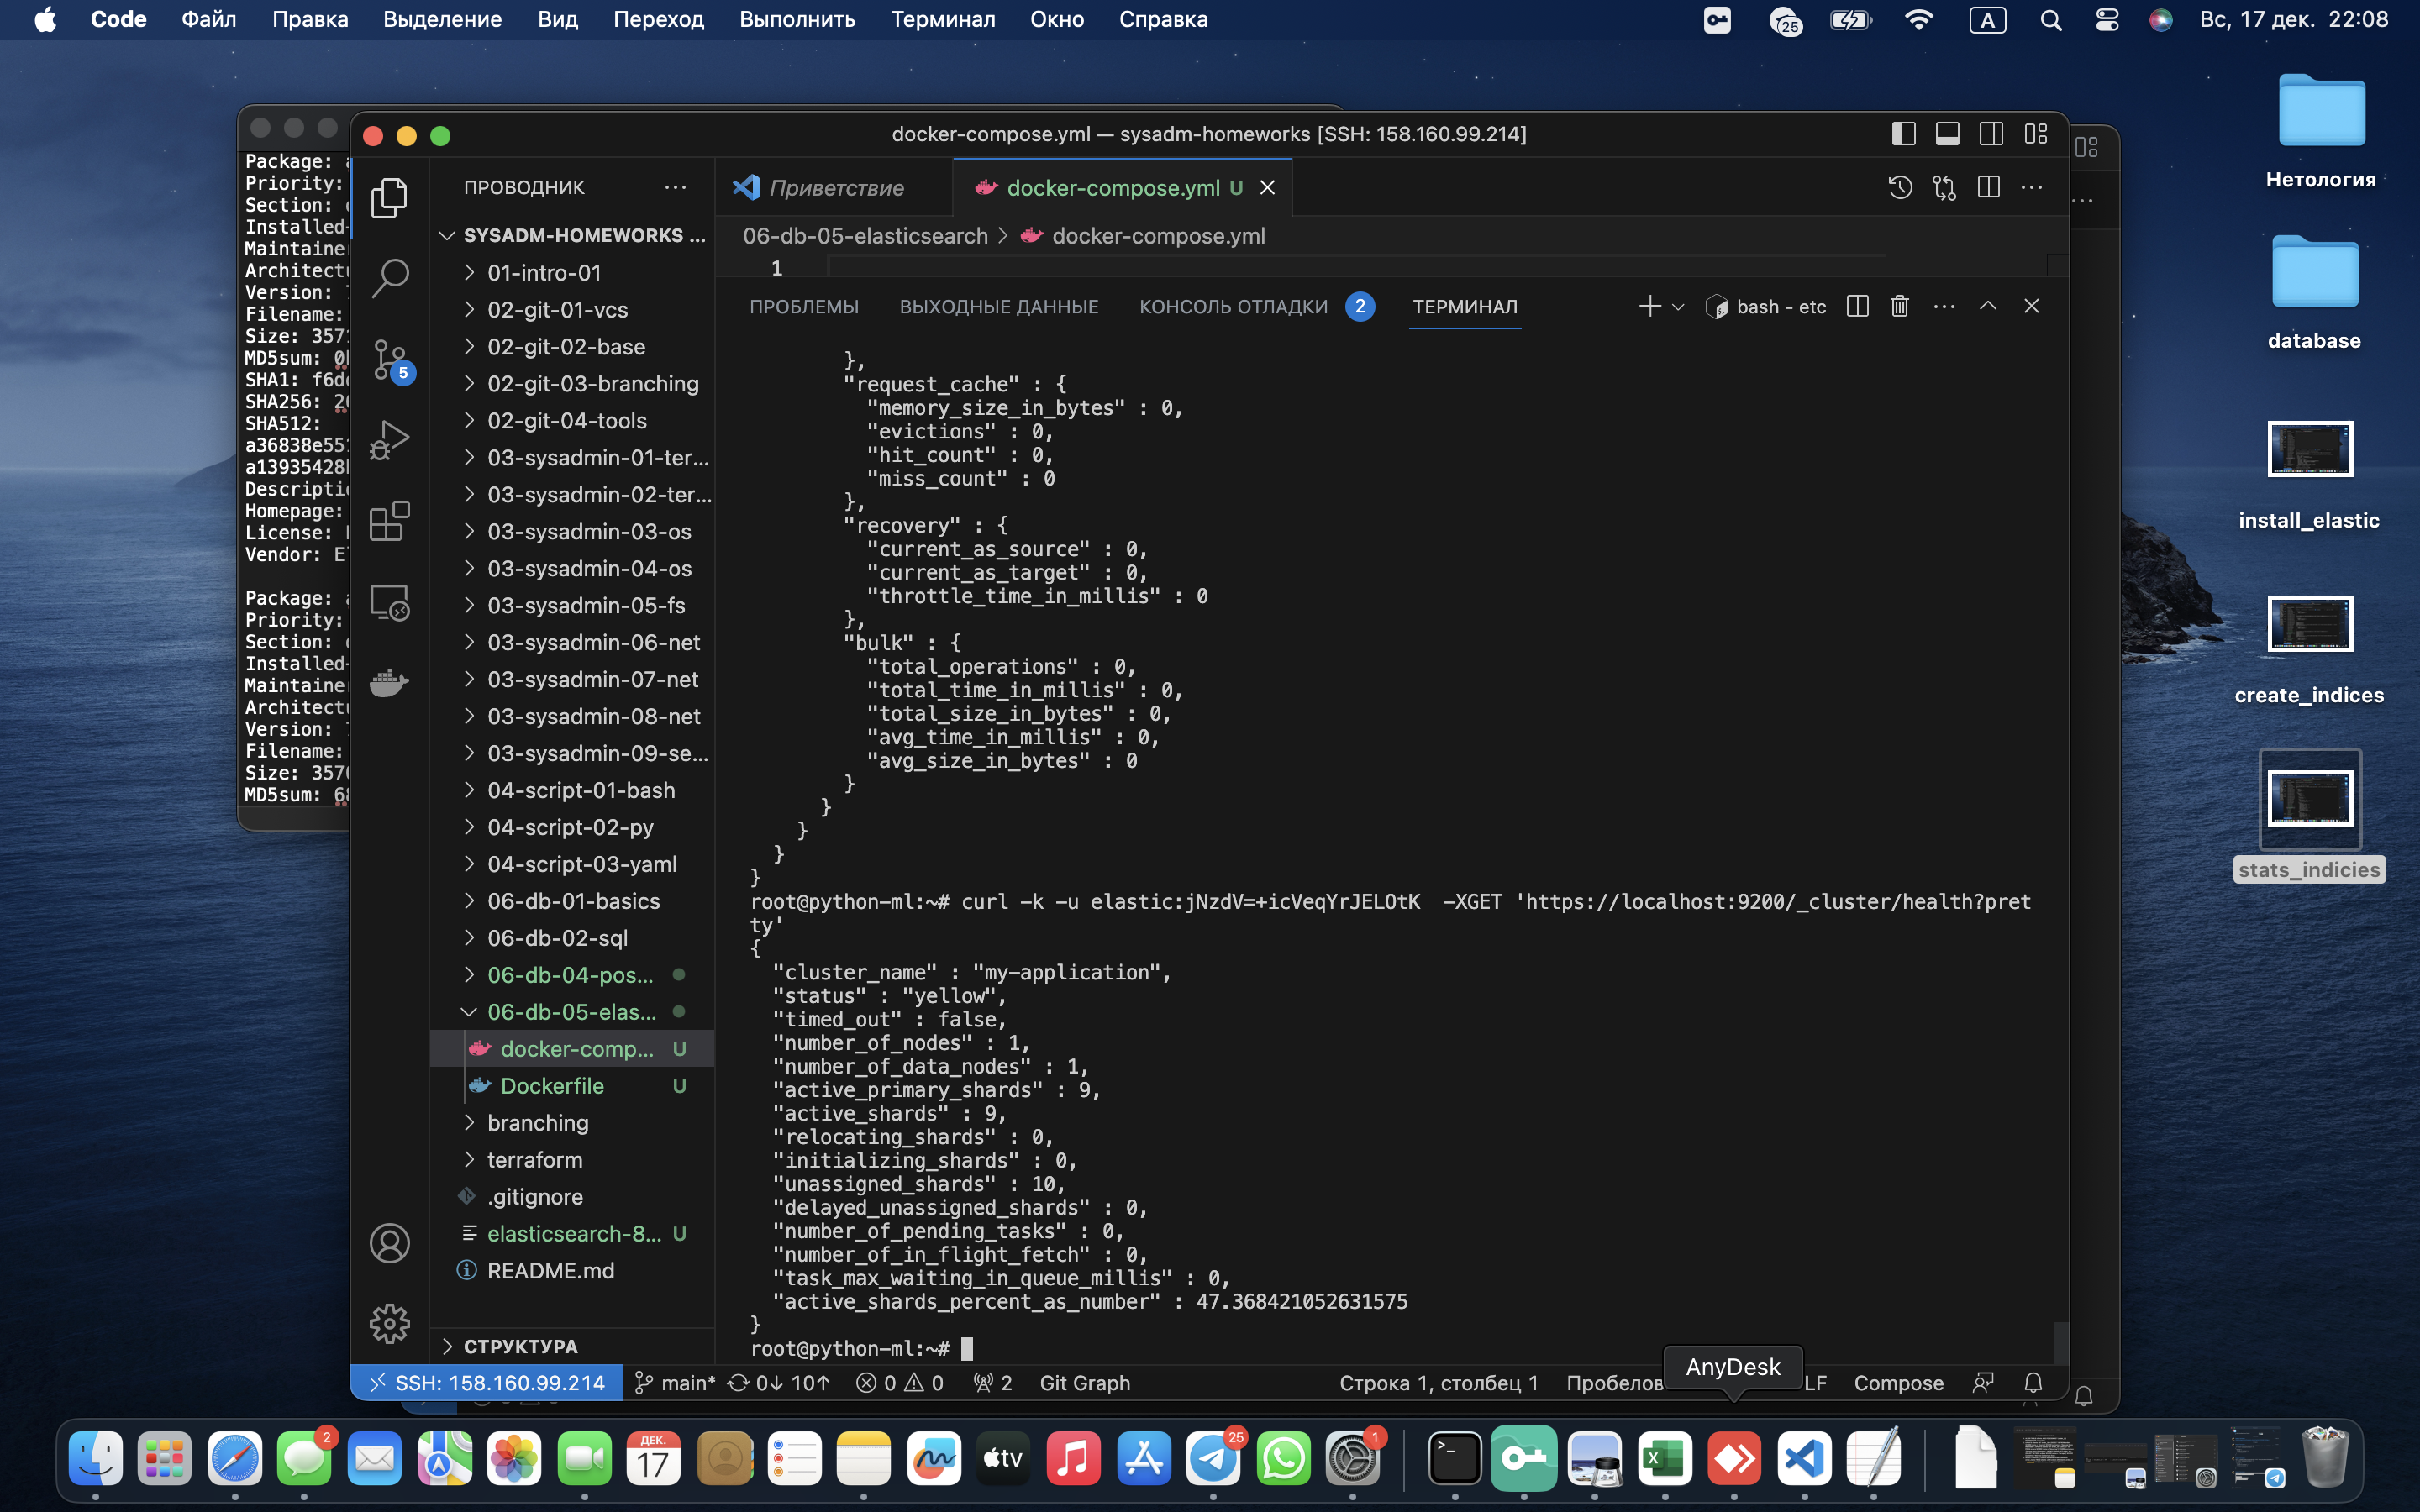 Code Файл Правка Выделение Вид Переход Выполнить Терминал Окно Справка 25 A Вс, 17 дек. 22:08
Нетология
database
install_elastic
create_indices
stats_indicies
Package:
Priority:
Section:
Installed-
Maintainer
Architectu
Version:
Filename:
Size: 357
MD5sum:
SHA1: f6d
SHA256:
SHA512:
a36838e55
a13935428
Descriptio
Homepage:
License:
Vendor: E
Package:
Priority:
Section:
Installed-
Maintaine
Architect
Version:
Filename:
Size: 357
MD5sum:
docker-compose.yml — sysadm-homeworks [SSH: 158.160.99.214]
ПРОВОДНИК
Приветствие docker-compose.yml U
06-db-05-elasticsearch > docker-compose.yml
1
SYSADM-HOMEWORKS ...
01-intro-01
02-git-01-vcs
02-git-02-base
02-git-03-branching
02-git-04-tools
03-sysadmin-01-ter...
03-sysadmin-02-ter...
03-sysadmin-03-os
03-sysadmin-04-os
03-sysadmin-05-fs
03-sysadmin-06-net
03-sysadmin-07-net
03-sysadmin-08-net
03-sysadmin-09-se...
04-script-01-bash
04-script-02-py
04-script-03-yaml
06-db-01-basics
06-db-02-sql
06-db-04-pos...
06-db-05-elas...
docker-comp... U
Dockerfile U
branching
terraform
.gitignore
elasticsearch-8... U
README.md
СТРУКТУРА
5
ПРОБЛЕМЫ ВЫХОДНЫЕ ДАННЫЕ КОНСОЛЬ ОТЛАДКИ 2 ТЕРМИНАЛ bash - etc
},
"request_cache" : {
"memory_size_in_bytes" : 0,
"evictions" : 0,
"hit_count" : 0,
"miss_count" : 0
},
"recovery" : {
"current_as_source" : 0,
"current_as_target" : 0,
"throttle_time_in_millis" : 0
},
"bulk" : {
"total_operations" : 0,
"total_time_in_millis" : 0,
"total_size_in_bytes" : 0,
"avg_time_in_millis" : 0,
"avg_size_in_bytes" : 0
}
}
}
}
}
root@python-ml:~# curl -k -u elastic:jNzdV=+icVeqYrJELOtK -XGET 'https://localhost:9200/_cluster/health?pret
ty'
{
"cluster_name" : "my-application",
"status" : "yellow",
"timed_out" : false,
"number_of_nodes" : 1,
"number_of_data_nodes" : 1,
"active_primary_shards" : 9,
"active_shards" : 9,
"relocating_shards" : 0,
"initializing_shards" : 0,
"unassigned_shards" : 10,
"delayed_unassigned_shards" : 0,
"number_of_pending_tasks" : 0,
"number_of_in_flight_fetch" : 0,
"task_max_waiting_in_queue_millis" : 0,
"active_shards_percent_as_number" : 47.368421052631575
}
root@python-ml:~#
AnyDesk
SSH: 158.160.99.214 main* 0↓ 10↑ 0 0 2 Git Graph Строка 1, столбец 1 Пробелов LF Compose
2 ДЕК. 17 tv 25 1